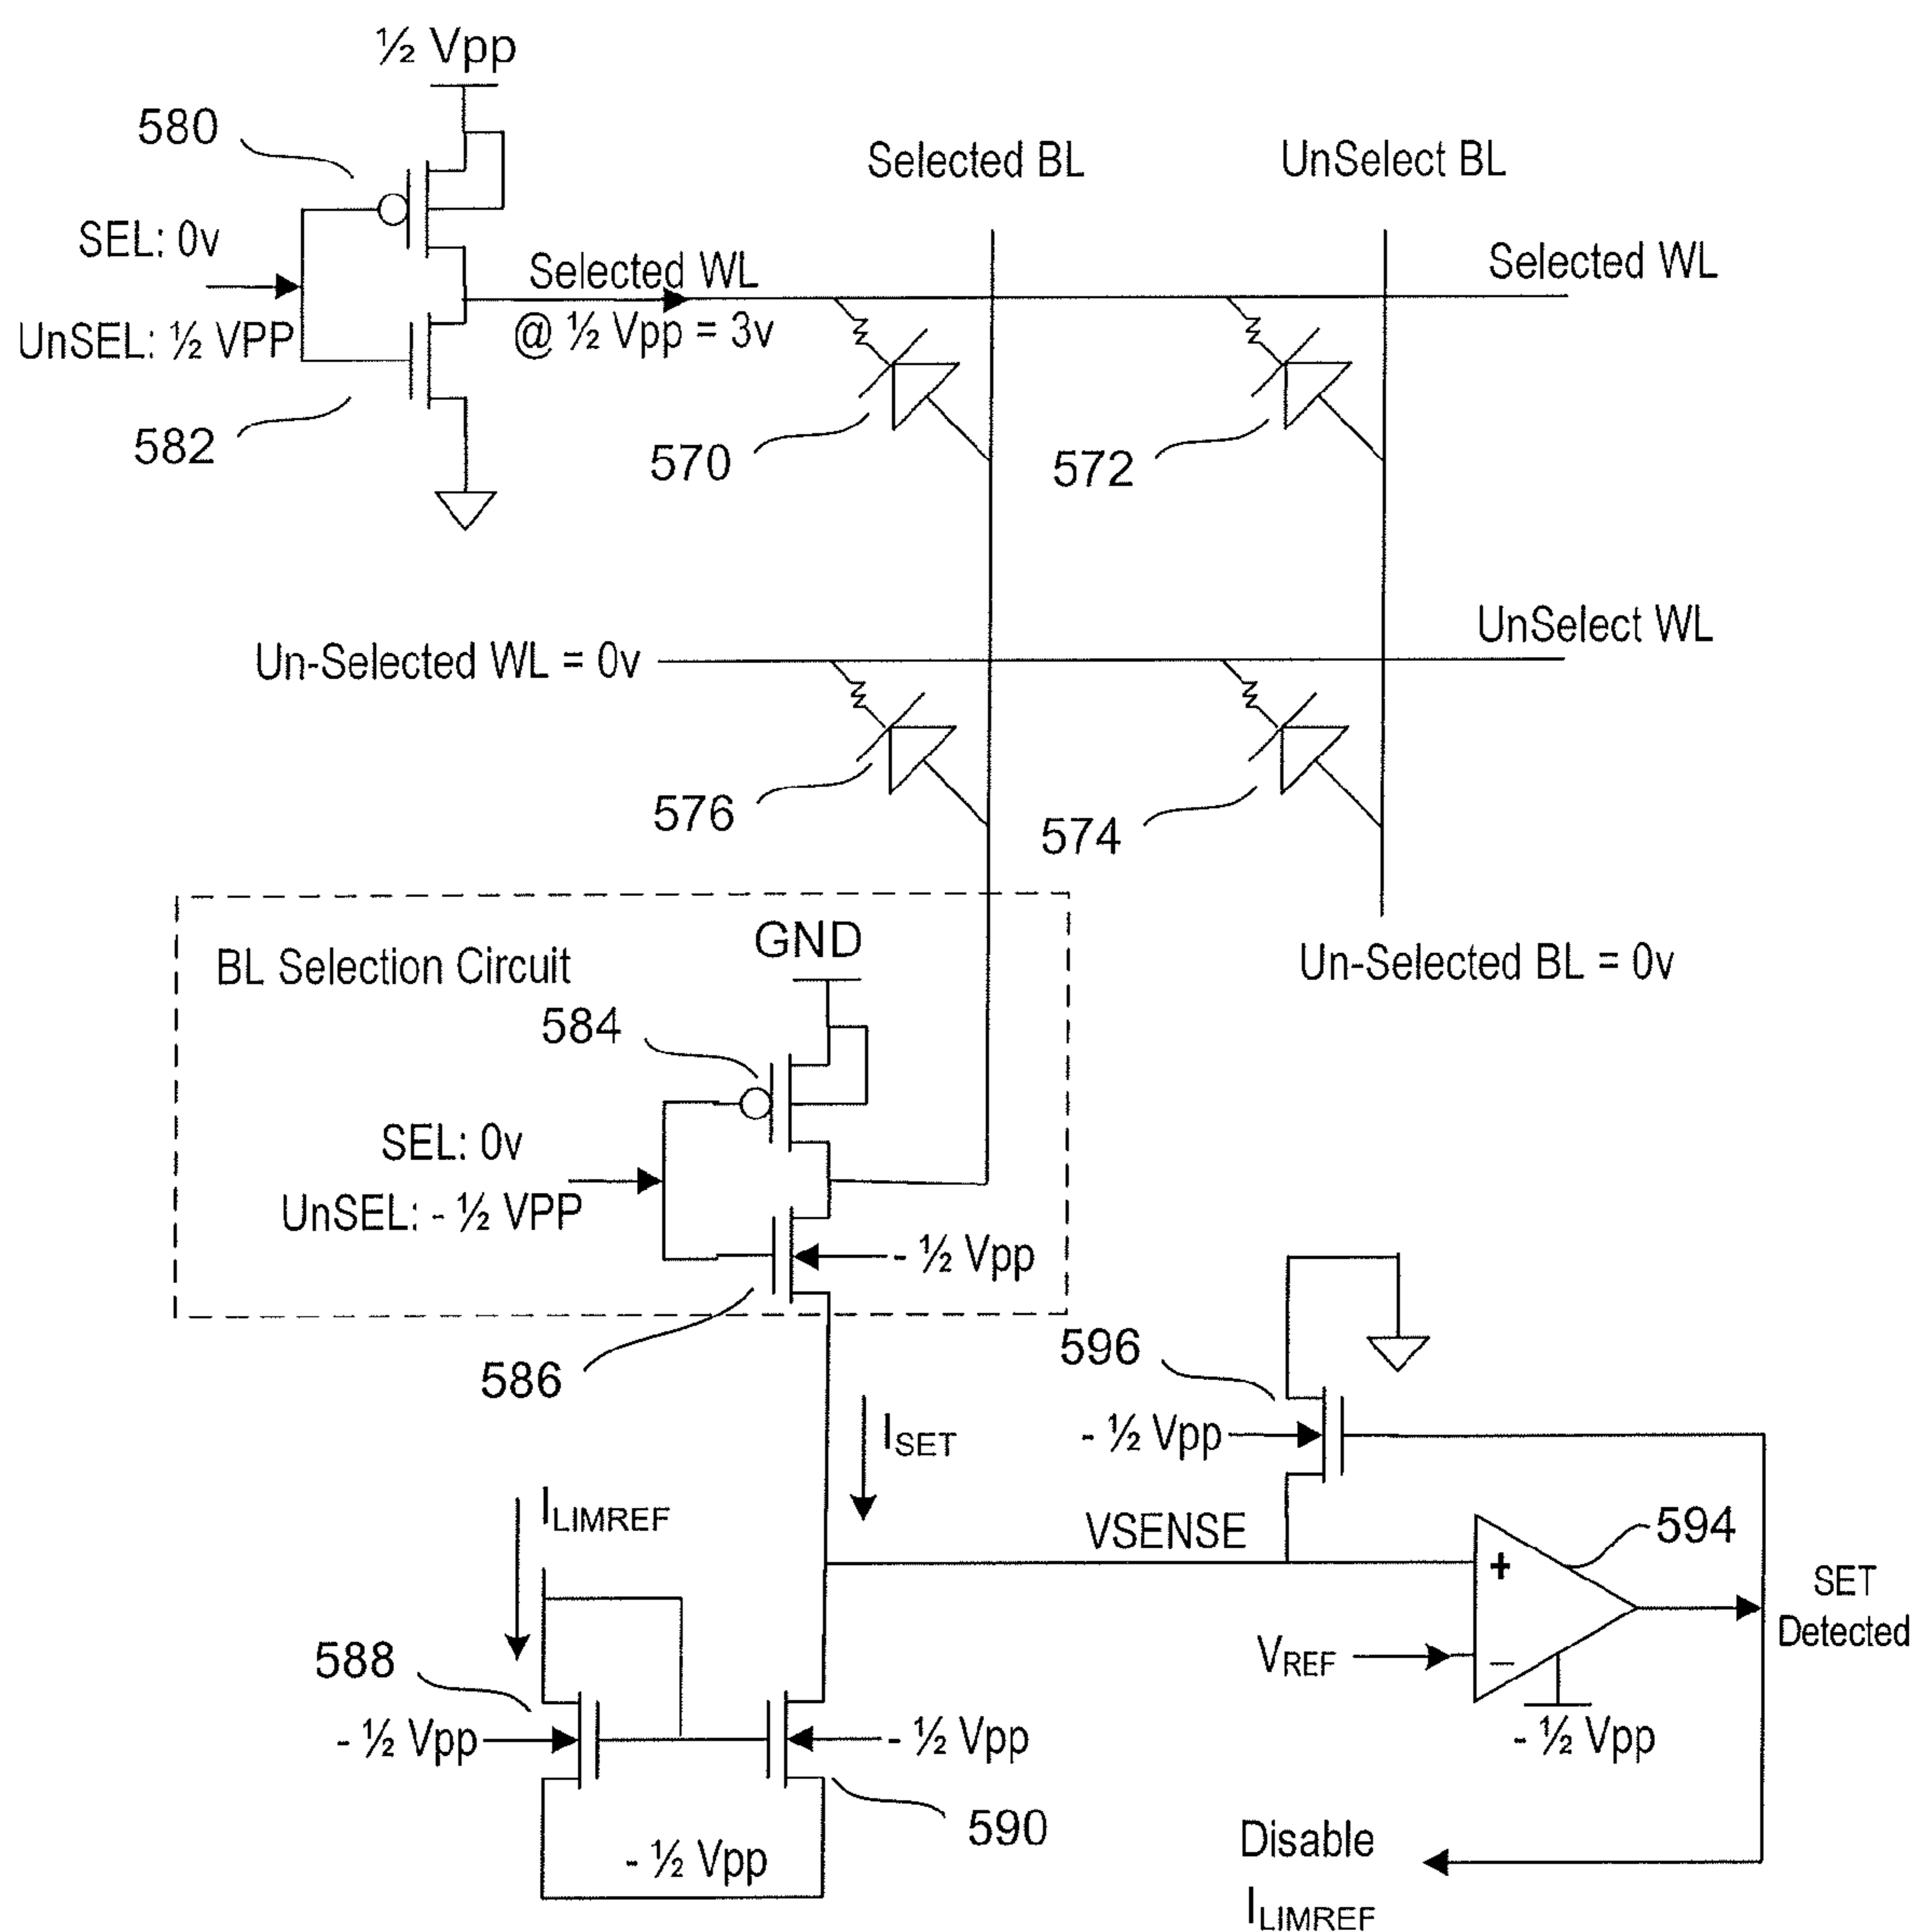 ½ Vpp
580
Selected BL
UnSelect BL
SEL: 0v
UnSEL: ½ VPP
Selected WL
@ ½ Vpp = 3v
Selected WL
582
570
572
Un-Selected WL = 0v
UnSelect WL
576
574
BL Selection Circuit
GND
Un-Selected BL = 0v
584
SEL: 0v
UnSEL: - ½ VPP
- ½ Vpp
586
596
- ½ Vpp
ISET
ILIMREF
VSENSE
594
+
SET
Detected
588
VREF
−
- ½ Vpp
- ½ Vpp
- ½ Vpp
590
- ½ Vpp
Disable
ILIMREF